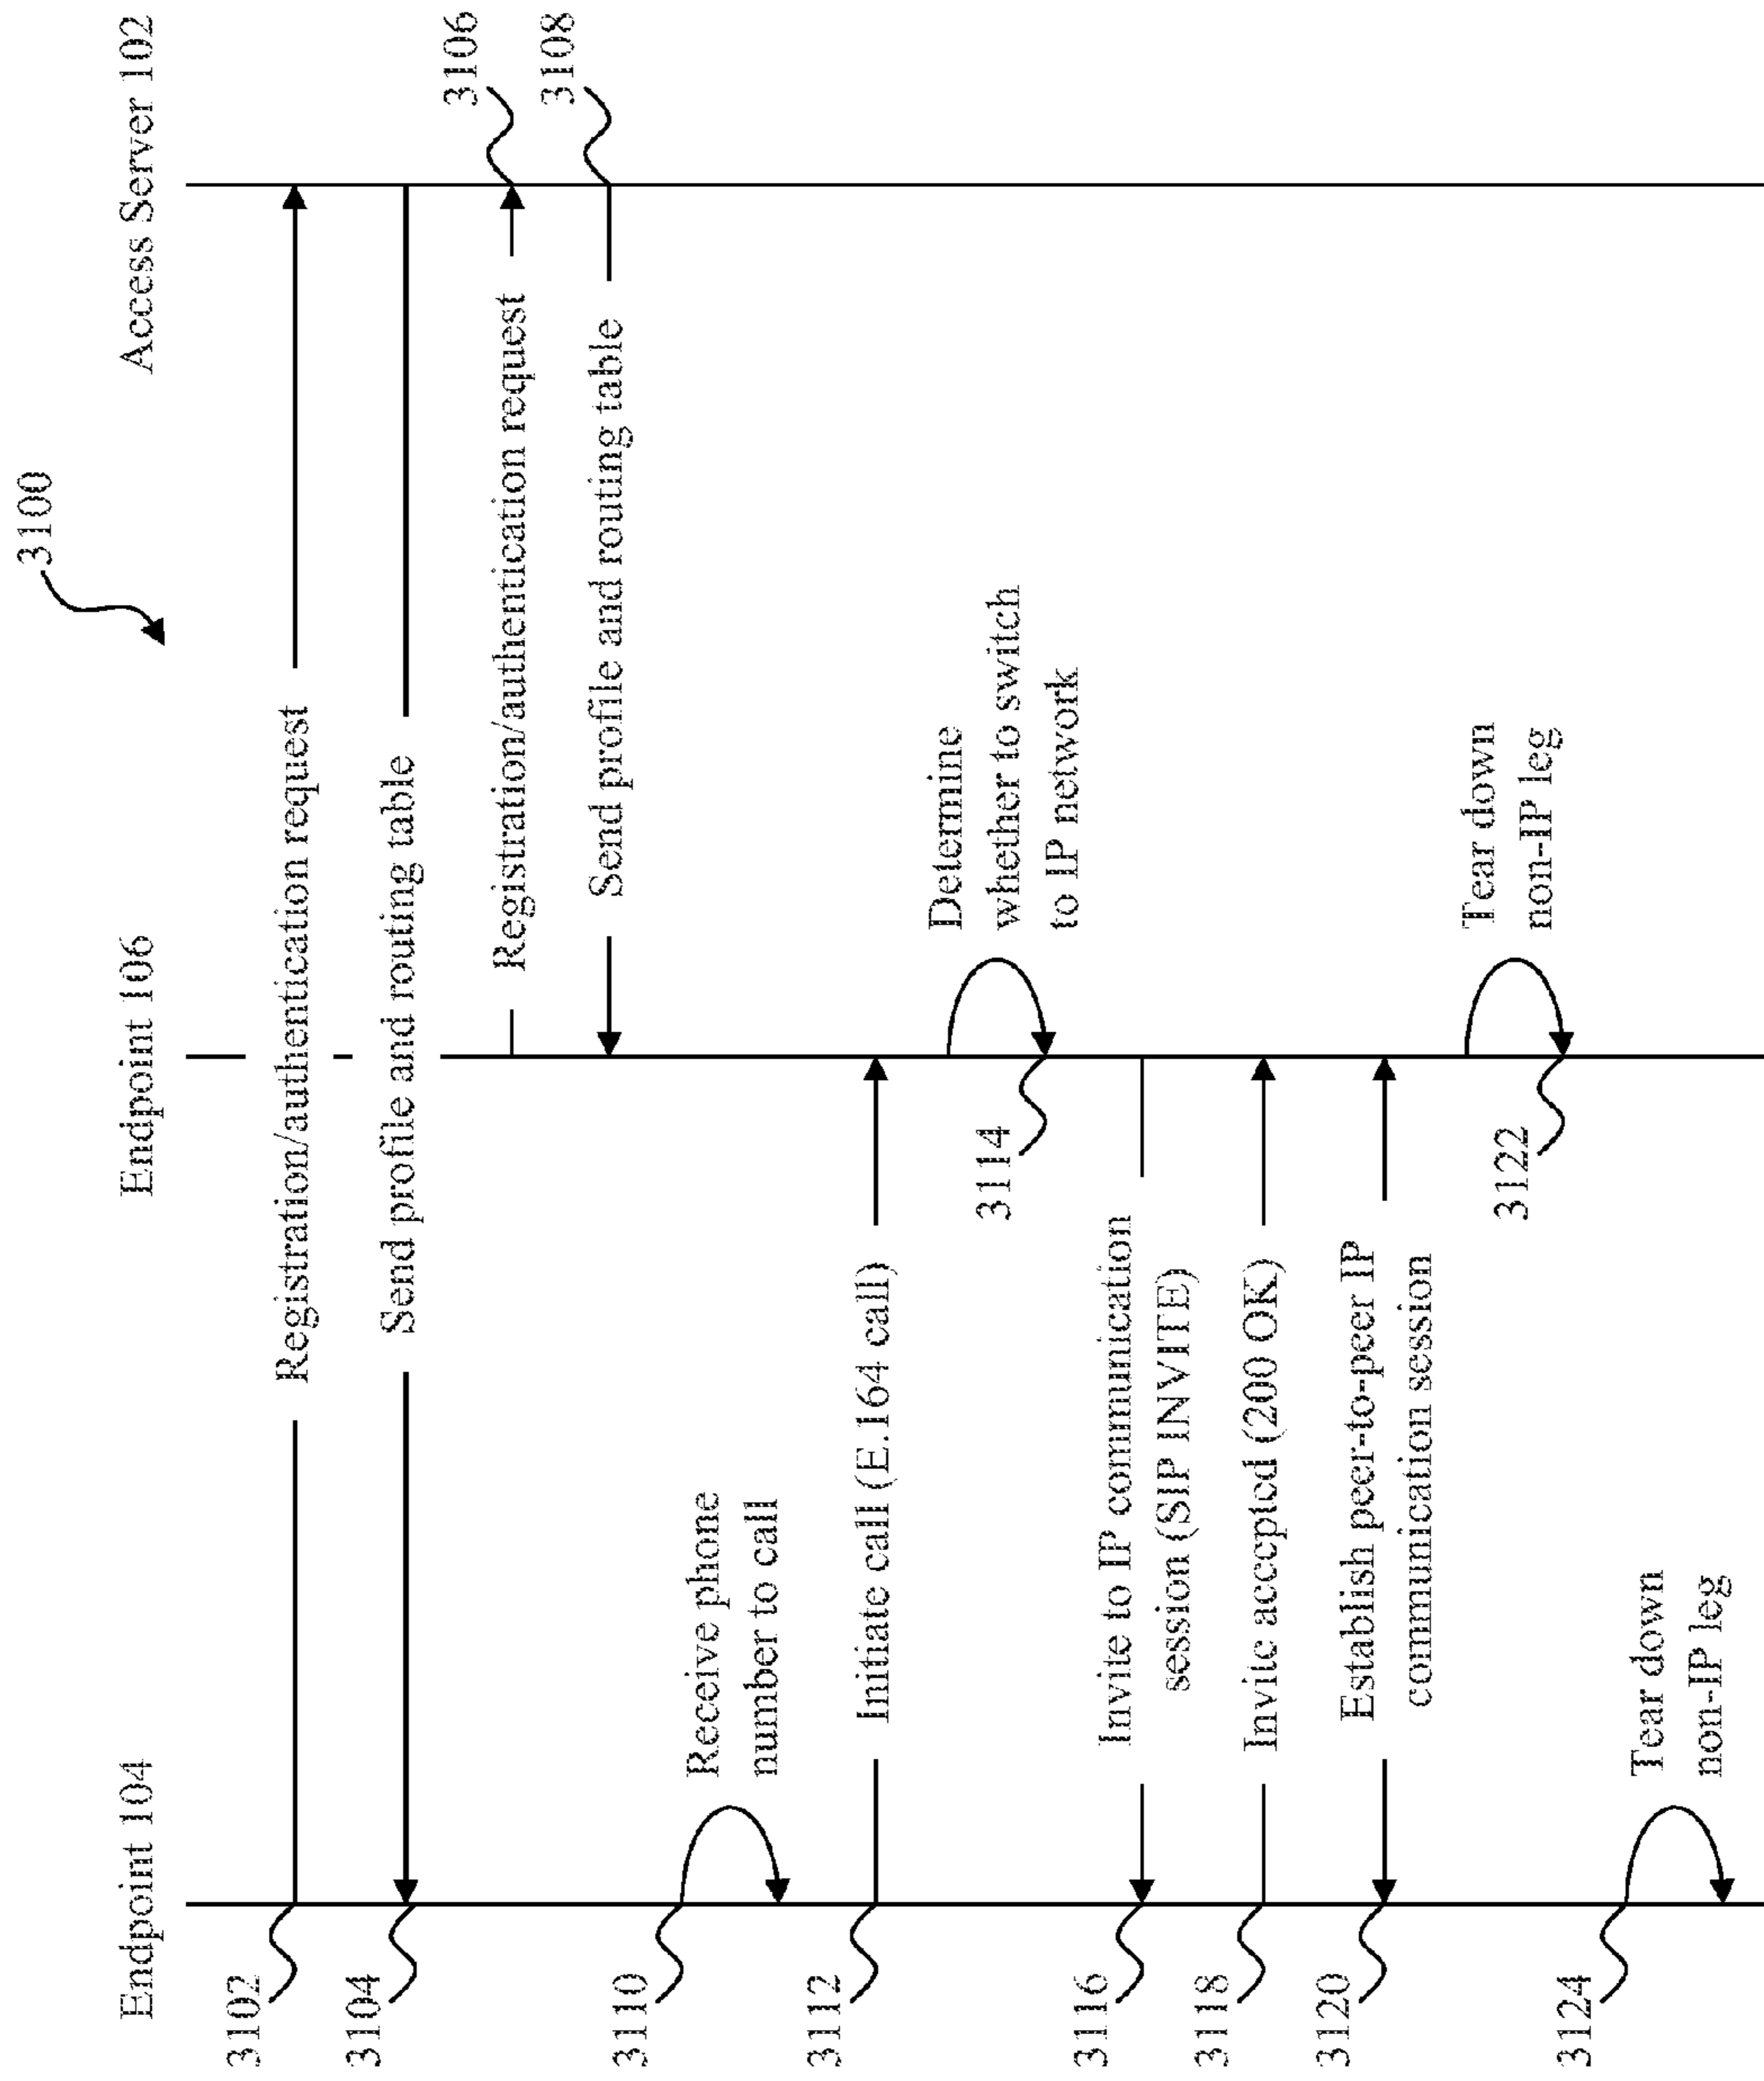 3100
Endpoint 104
Endpoint 106
Access Server 102
3102
Registration/authentication request
3104
Send profile and routing table
Registration/authentication request
3106
Send profile and routing table
3108
3110
Receive phone
number to call
3112
Initiate call (E.164 call)
Determine
whether to switch
to IP network
3114
3116
Invite to IP communication
session (SIP INVITE)
3118
Invite accepted (200 OK)
3120
Establish peer-to-peer IP
communication session
Tear down
non-IP leg
3122
3124
Tear down
non-IP leg